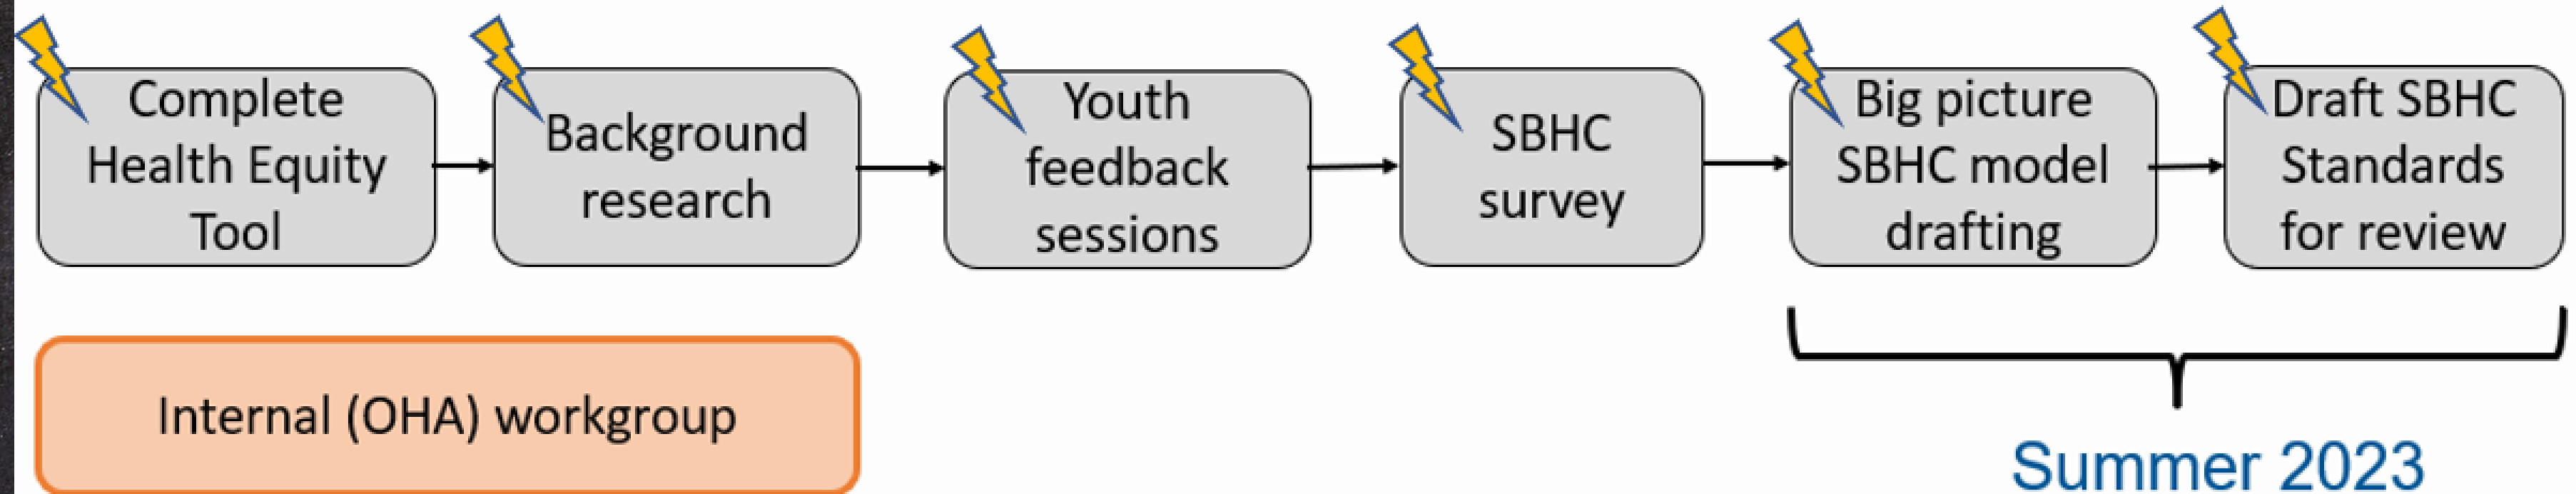 Complete
Health Equity
Tool
Background
research
Youth
feedback
sessions
SBHC
survey
Big picture
SBHC model
drafting
Draft SBHC
Standards
for review
Internal (OHA) workgroup
Summer 2023